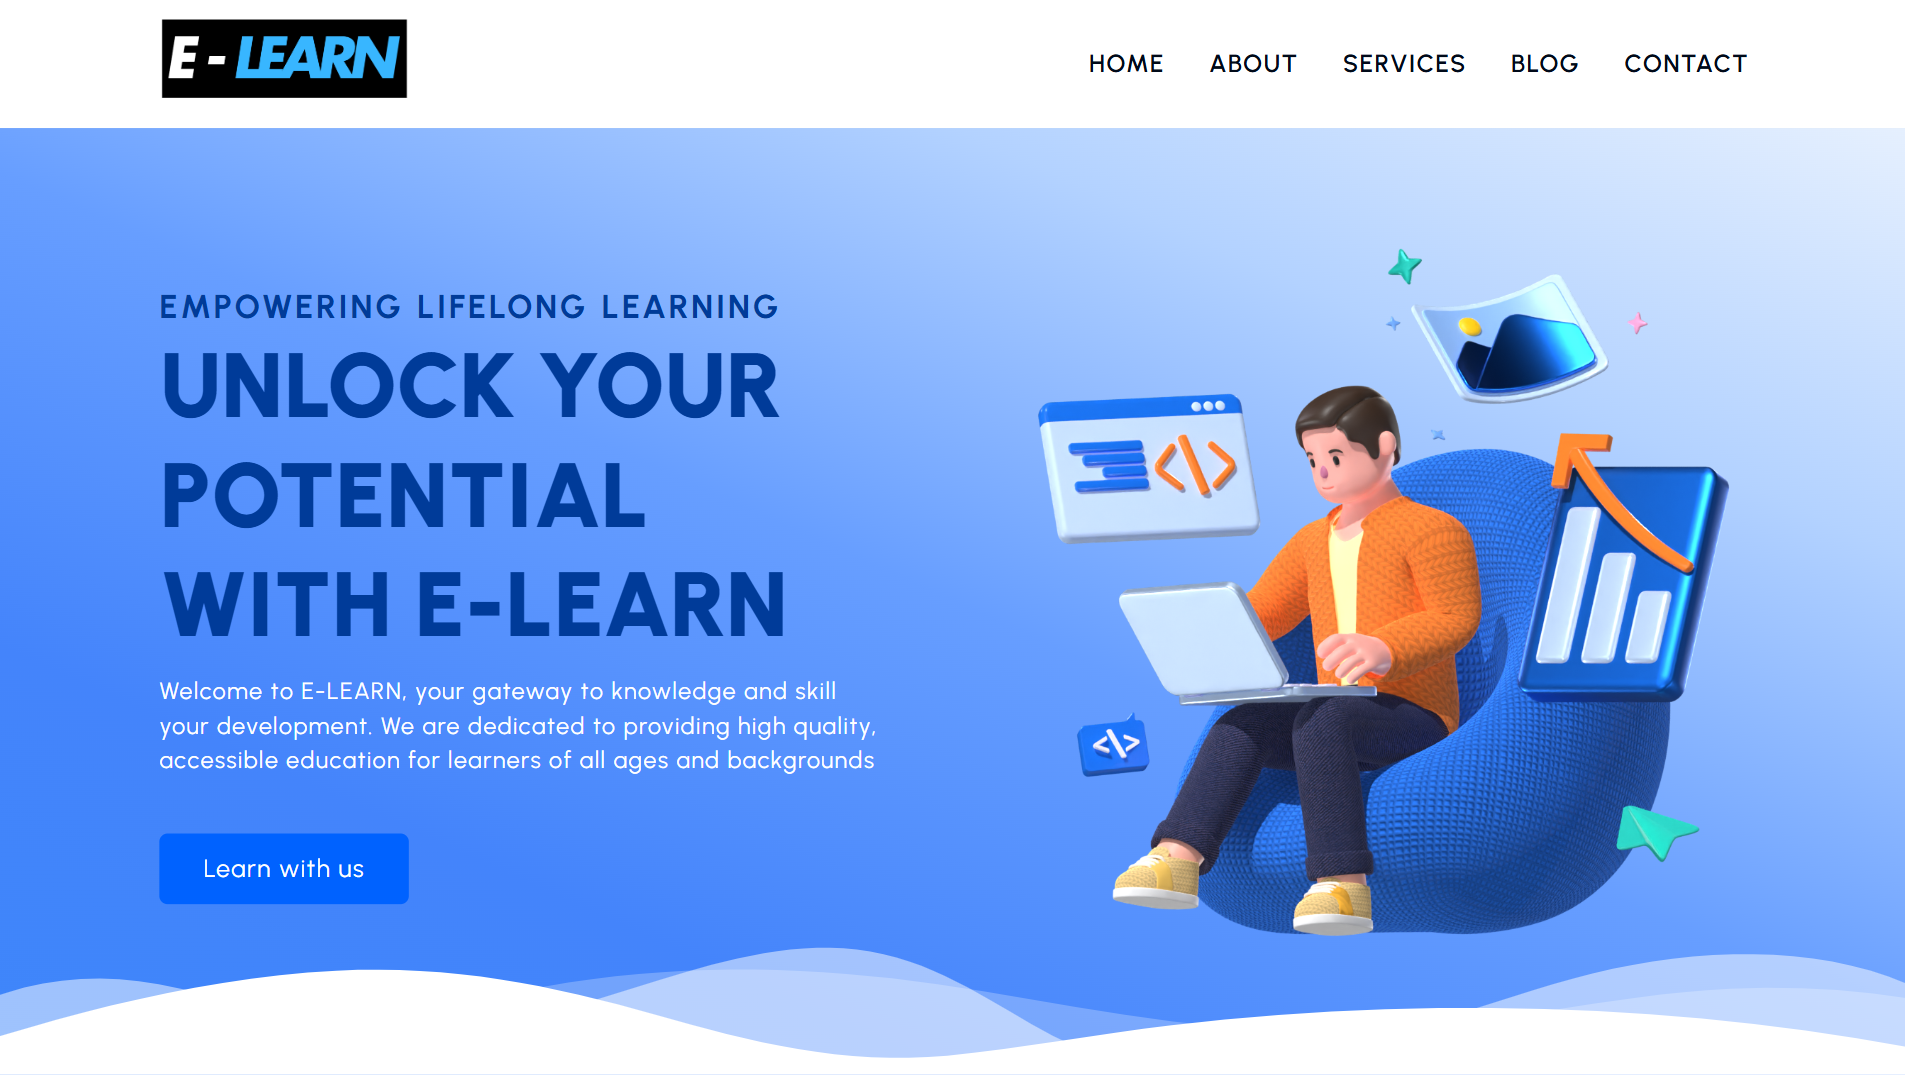 E - LEARN
HOME ABOUT SERVICES BLOG CONTACT
EMPOWERING LIFELONG LEARNING
UNLOCK YOUR
POTENTIAL
WITH E-LEARN
Welcome to E-LEARN, your gateway to knowledge and skill
your development. We are dedicated to providing high quality,
accessible education for learners of all ages and backgrounds
Learn with us